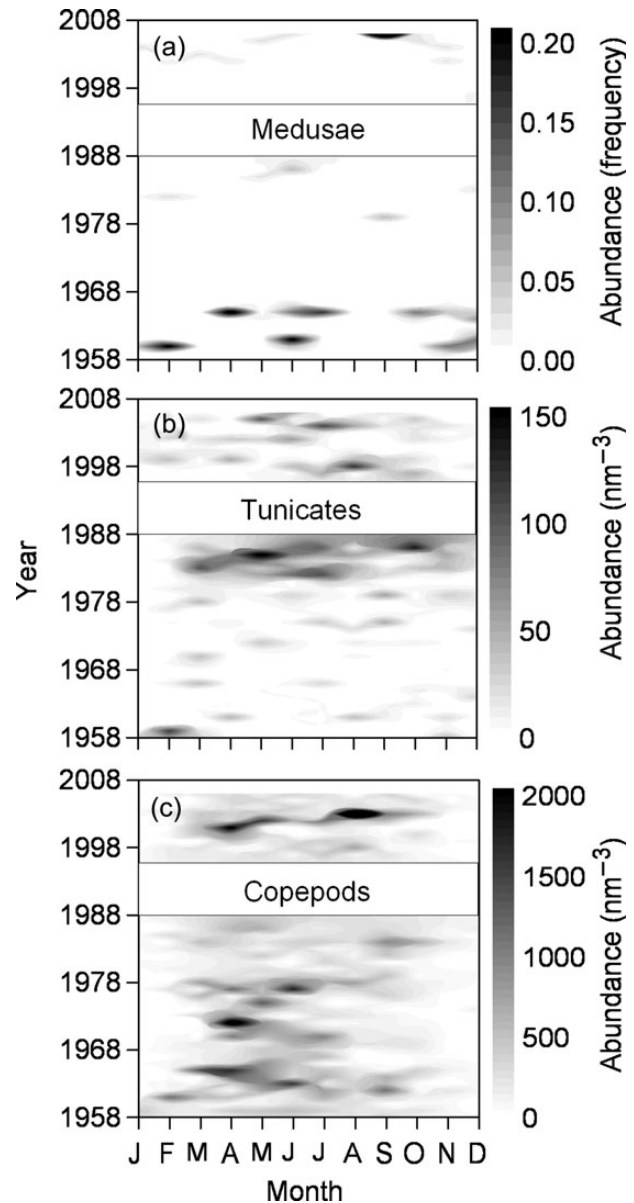 2008
(a)
1998
Medusae
1988
1978
1968
1958
0.20
0.15
0.10
0.05
0.00
Abundance (frequency)
2008
(b)
1998
Tunicates
1988
1978
1968
1958
Year
150
100
50
0
Abundance (nm⁻³)
2008
(c)
1998
Copepods
1988
1978
1968
1958
2000
1500
1000
500
0
Abundance (nm⁻³)
J F M A M J J A S O N D
Month